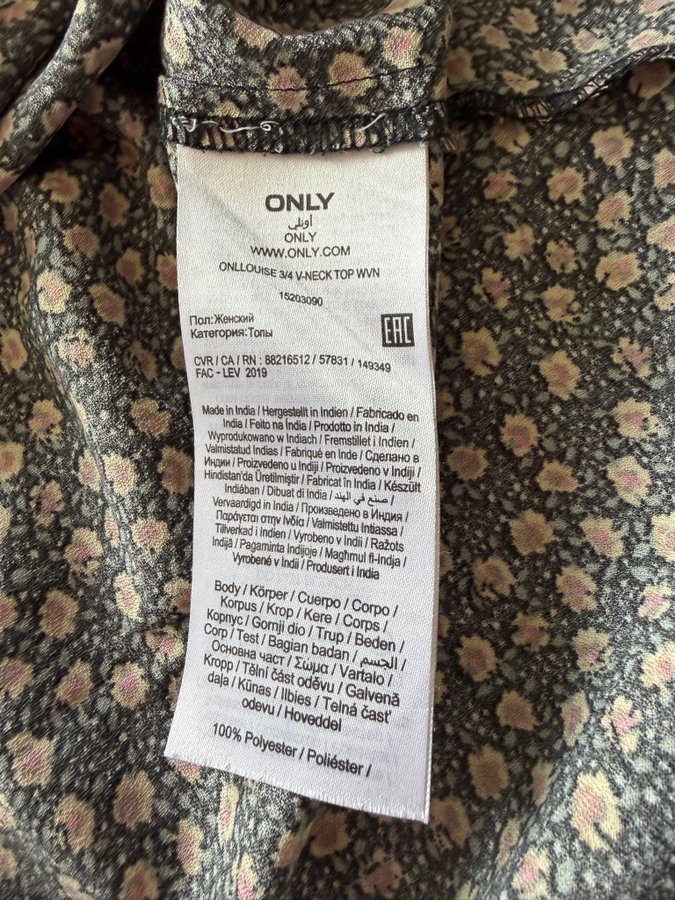 ONLY
أونلي
ONLY
WWW.ONLY.COM
ONLLOUISE 3/4 V-NECK TOP WVN
15203090
Пол:Женский
Категория:Топы
EAC
CVR / CA / RN : 88216512 / 57831 / 149349
FAC - LEV 2019
Made in India / Hergestellt in Indien / Fabricado en
India / Feito na Índia / Prodotto in India /
Wyprodukowano w Indiach / Fremstillet i Indien /
Valmistatud Indias / Fabriqué en Inde / Сделано в
Индии / Proizvedeno u Indiji / Proizvedeno v Indiji /
Hindistan'da Üretilmiştir / Fabricat în India / Készült
Indiában / Dibuat di India / صنع في الهند /
Vervaardigd in India / Произведено в Индия /
Παράγεται στην Ινδία / Valmistettu Intiassa /
Tillverkad i Indien / Vyrobeno v Indii / Ražots
Indijā / Pagaminta Indijoje / Magħmul fl-Indja /
Vyrobené v Indii / Produsert i India
Body / Körper / Cuerpo / Corpo /
Korpus / Krop / Kere / Corps /
Корпус / Gornji dio / Trup / Beden /
Corp / Test / Bagian badan / الجسم /
Основна част / Σώμα / Vartalo /
Kropp / Tělní část oděvu / Galvenā
daļa / Kūnas / Ilbies / Telná časť
odevu / Hoveddel
100% Polyester / Poliéster /